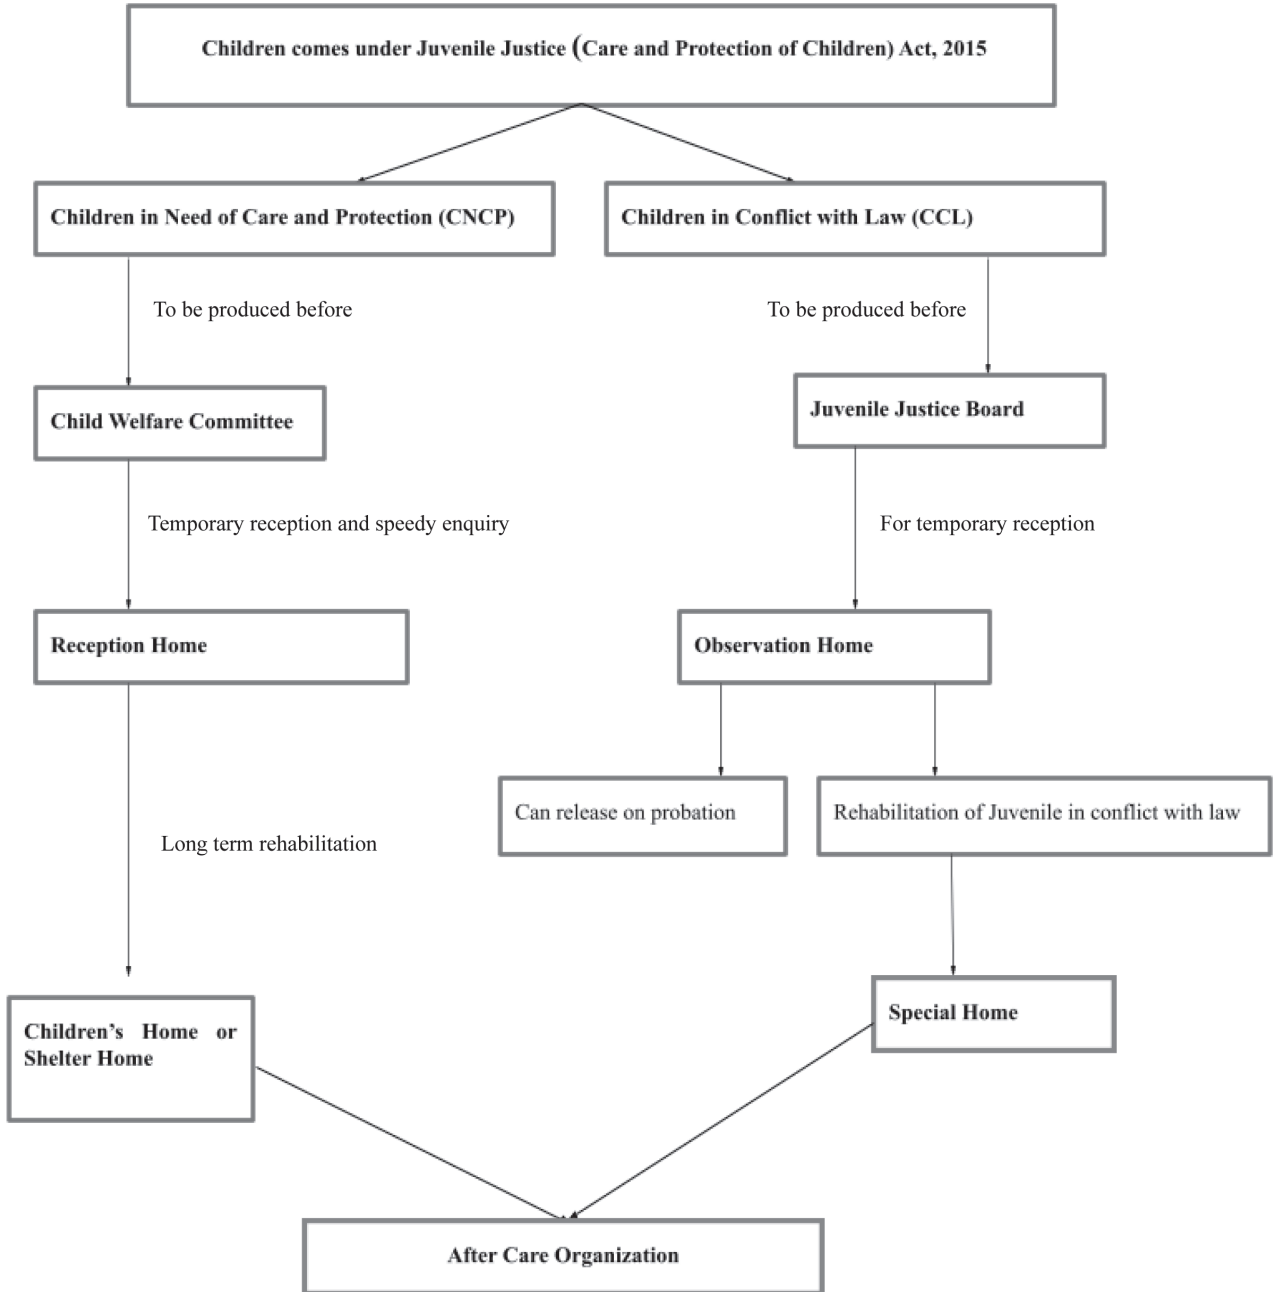 Children comes under Juvenile Justice (Care and Protection of Children) Act, 2015
Children in Need of Care and Protection (CNCP)
Children in Conflict with Law (CCL)
To be produced before
To be produced before
Child Welfare Committee
Juvenile Justice Board
Temporary reception and speedy enquiry
For temporary reception
Reception Home
Observation Home
Can release on probation
Rehabilitation of Juvenile in conflict with law
Long term rehabilitation
Children’s Home or
Shelter Home
Special Home
After Care Organization